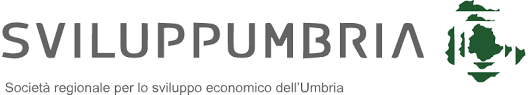 SVILUPPUMBRIA
Società regionale per lo sviluppo economico dell'Umbria